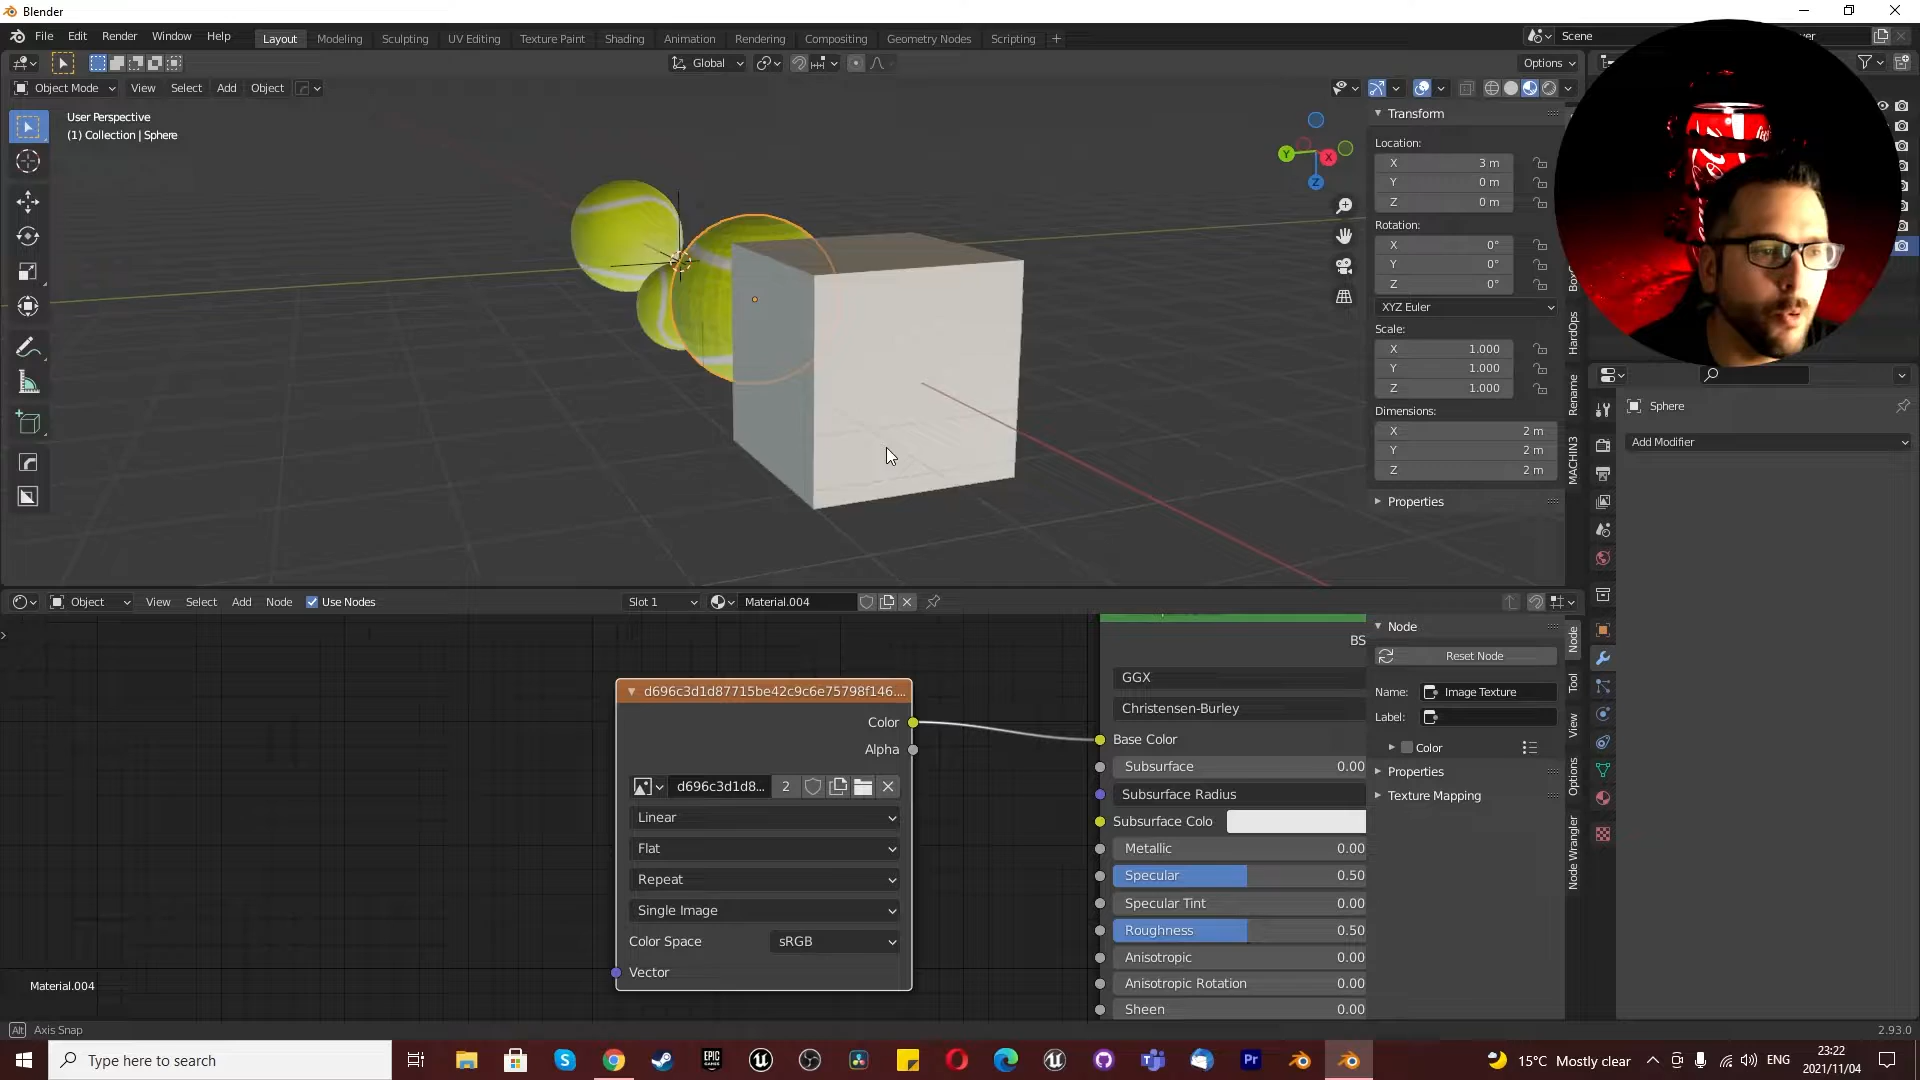 Blender
File Edit Render Window Help
Layout Modeling Sculpting UV Editing Texture Paint Shading Animation Rendering Compositing Geometry Nodes Scripting +
Scene
Global
Options
Object Mode View Select Add Object
User Perspective
(1) Collection | Sphere
Transform
Location:
X 3 m
Y 0 m
Z 0 m
Rotation:
X 0°
Y 0°
Z 0°
XYZ Euler
Scale:
X 1.000
Y 1.000
Z 1.000
Dimensions:
X 2 m
Y 2 m
Z 2 m
Properties
Y X Z
HardOps
Rename
MACHIN3
Sphere
Add Modifier
Object View Select Add Node Use Nodes
Slot 1
Material.004
d696c3d1d87715be42c9c6e75798f146....
Color
Alpha
d696c3d1d8... 2
Linear
Flat
Repeat
Single Image
Color Space sRGB
Vector
BS
GGX
Christensen-Burley
Base Color
Subsurface 0.00
Subsurface Radius
Subsurface Colo
Metallic 0.00
Specular 0.50
Specular Tint 0.00
Roughness 0.50
Anisotropic 0.00
Anisotropic Rotation 0.00
Sheen 0.00
Node
Reset Node
Name: Image Texture
Label:
Color
Properties
Texture Mapping
Node
Tool
View
Options
Node Wrangler
Material.004
Alt Axis Snap
2.93.0
Type here to search
EPIC
Pr
15°C Mostly clear
ENG
23:22
2021/11/04